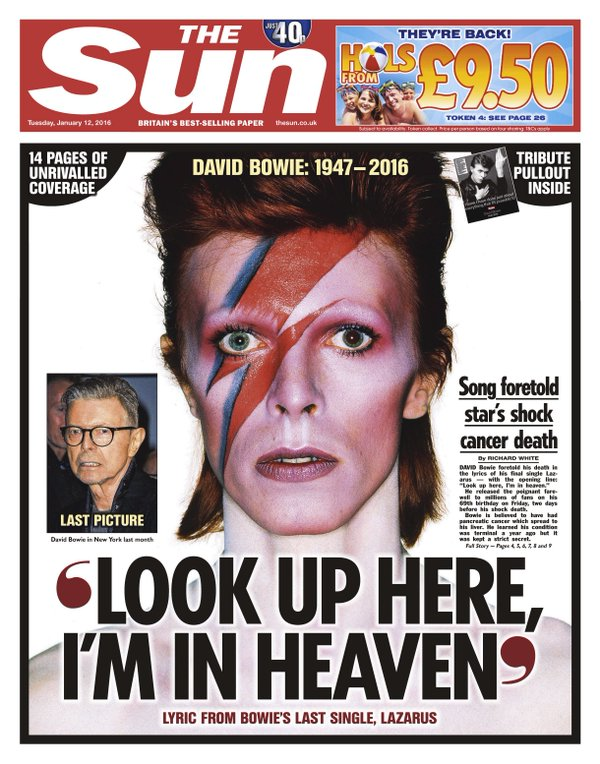 THE
Sun
JUST
40p
Tuesday, January 12, 2016
BRITAIN'S BEST-SELLING PAPER
thesun.co.uk
THEY'RE BACK!
HOLS
FROM
£9.50
TOKEN 4: SEE PAGE 26
Subject to availability. Token collect. Price per person based on four sharing. T&Cs apply
14 PAGES OF
UNRIVALLED
COVERAGE
DAVID BOWIE: 1947–2016
TRIBUTE
PULLOUT
INSIDE
LAST PICTURE
David Bowie in New York last month
Song foretold
star's shock
cancer death
By RICHARD WHITE
DAVID Bowie foretold his death in
the lyrics of his final single Laz-
arus — with the opening line:
"Look up here, I'm in heaven."
He released the poignant fare-
well to millions of fans on his
69th birthday on Friday, two days
before his shock death.
Bowie is believed to have had
pancreatic cancer which spread to
his liver. He learned his condition
was terminal a year ago but it
was kept a strict secret.
Full Story — Pages 4, 5, 6, 7, 8 and 9
‘LOOK UP HERE,
I'M IN HEAVEN’
LYRIC FROM BOWIE'S LAST SINGLE, LAZARUS